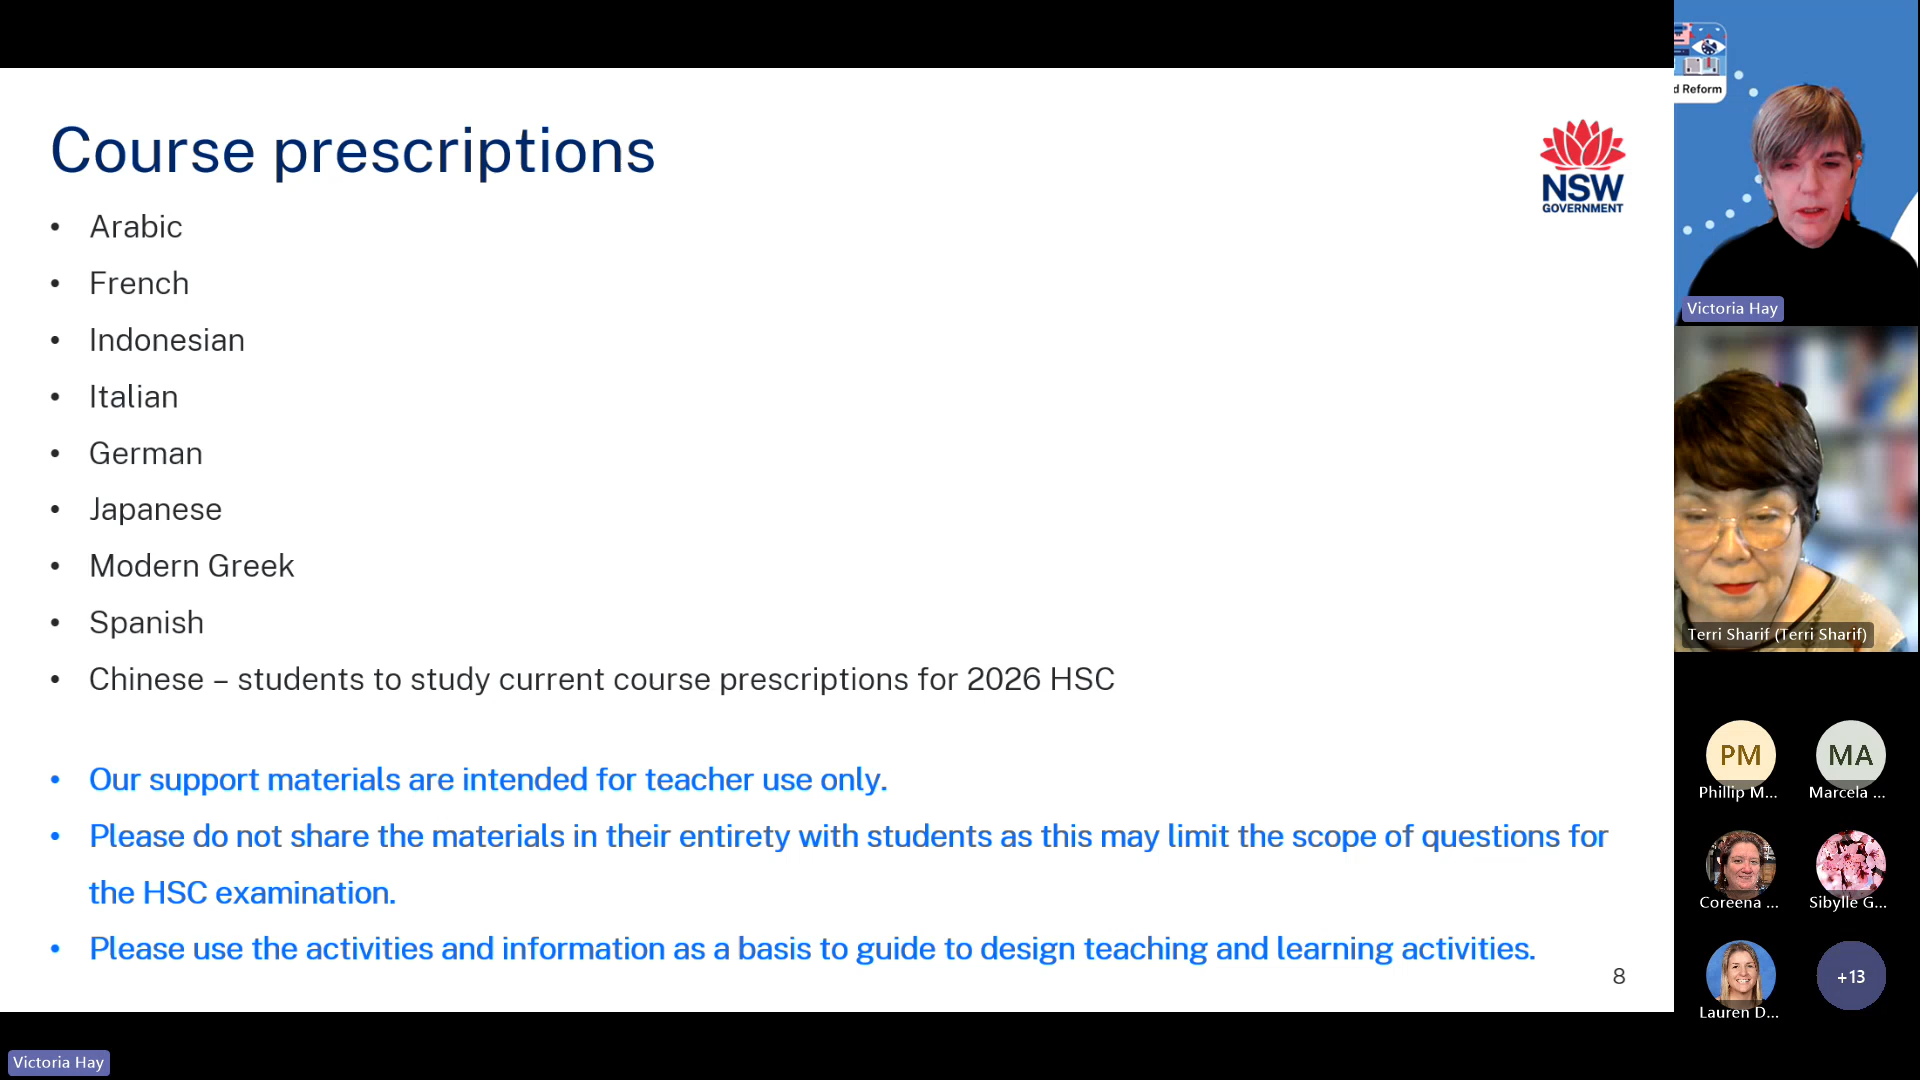 Course prescriptions
NSW
GOVERNMENT
• Arabic
• French
• Indonesian
• Italian
• German
• Japanese
• Modern Greek
• Spanish
• Chinese – students to study current course prescriptions for 2026 HSC
• Our support materials are intended for teacher use only.
• Please do not share the materials in their entirety with students as this may limit the scope of questions for
the HSC examination.
• Please use the activities and information as a basis to guide to design teaching and learning activities.
8
Victoria Hay
d Reform
Victoria Hay
Terri Sharif (Terri Sharif)
PM
MA
Phillip M...
Marcela ...
Coreena ...
Sibylle G...
+13
Lauren D...